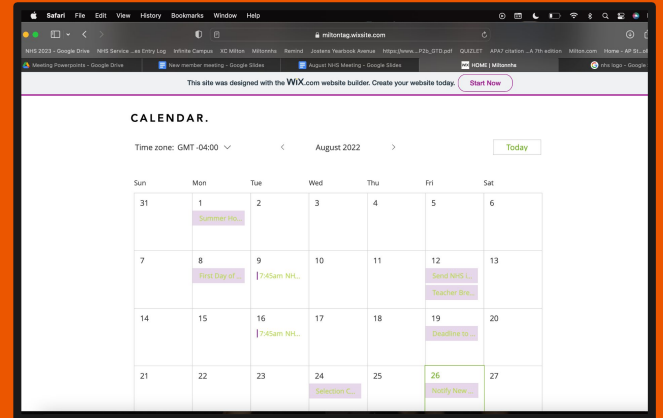 Safari File Edit View History Bookmarks Window Help
miltontag.wixsite.com
NHS 2023 - Google Drive NHS Service ...es Entry Log Infinite Campus XC Milton Miltonnhs Remind Jostens Yearbook Avenue https://www...P2b_GTD.pdf QUIZLET APA7 citation ...A 7th edition Milton.com Home - AP St...
Meeting Powerpoints - Google Drive New member meeting - Google Slides August NHS Meeting - Google Slides HOME | Miltonnhs nhs logo - Google
This site was designed with the WiX.com website builder. Create your website today. Start Now
CALENDAR.
Time zone: GMT -04:00 < August 2022 > Today
Sun Mon Tue Wed Thu Fri Sat
31 1 2 3 4 5 6
Summer Ho...
7 8 9 10 11 12 13
First Day of ... 7:45am NH... Send NHS I...
Teacher Bre...
14 15 16 17 18 19 20
7:45am NH... Deadline to...
21 22 23 24 25 26 27
Selection C... Notify New ...